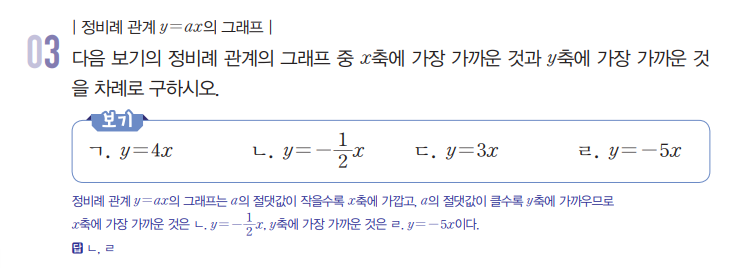 | 정비례 관계 y=ax의 그래프 |
03 다음 보기의 정비례 관계의 그래프 중 x축에 가장 가까운 것과 y축에 가장 가까운 것
을 차례로 구하시오.
보기
ㄱ. y=4x ㄴ. y=-1/2x ㄷ. y=3x ㄹ. y=-5x
정비례 관계 y=ax의 그래프는 a의 절댓값이 작을수록 x축에 가깝고, a의 절댓값이 클수록 y축에 가까우므로
x축에 가장 가까운 것은 ㄴ. y=-1/2x, y축에 가장 가까운 것은 ㄹ. y=-5x이다.
답 ㄴ, ㄹ